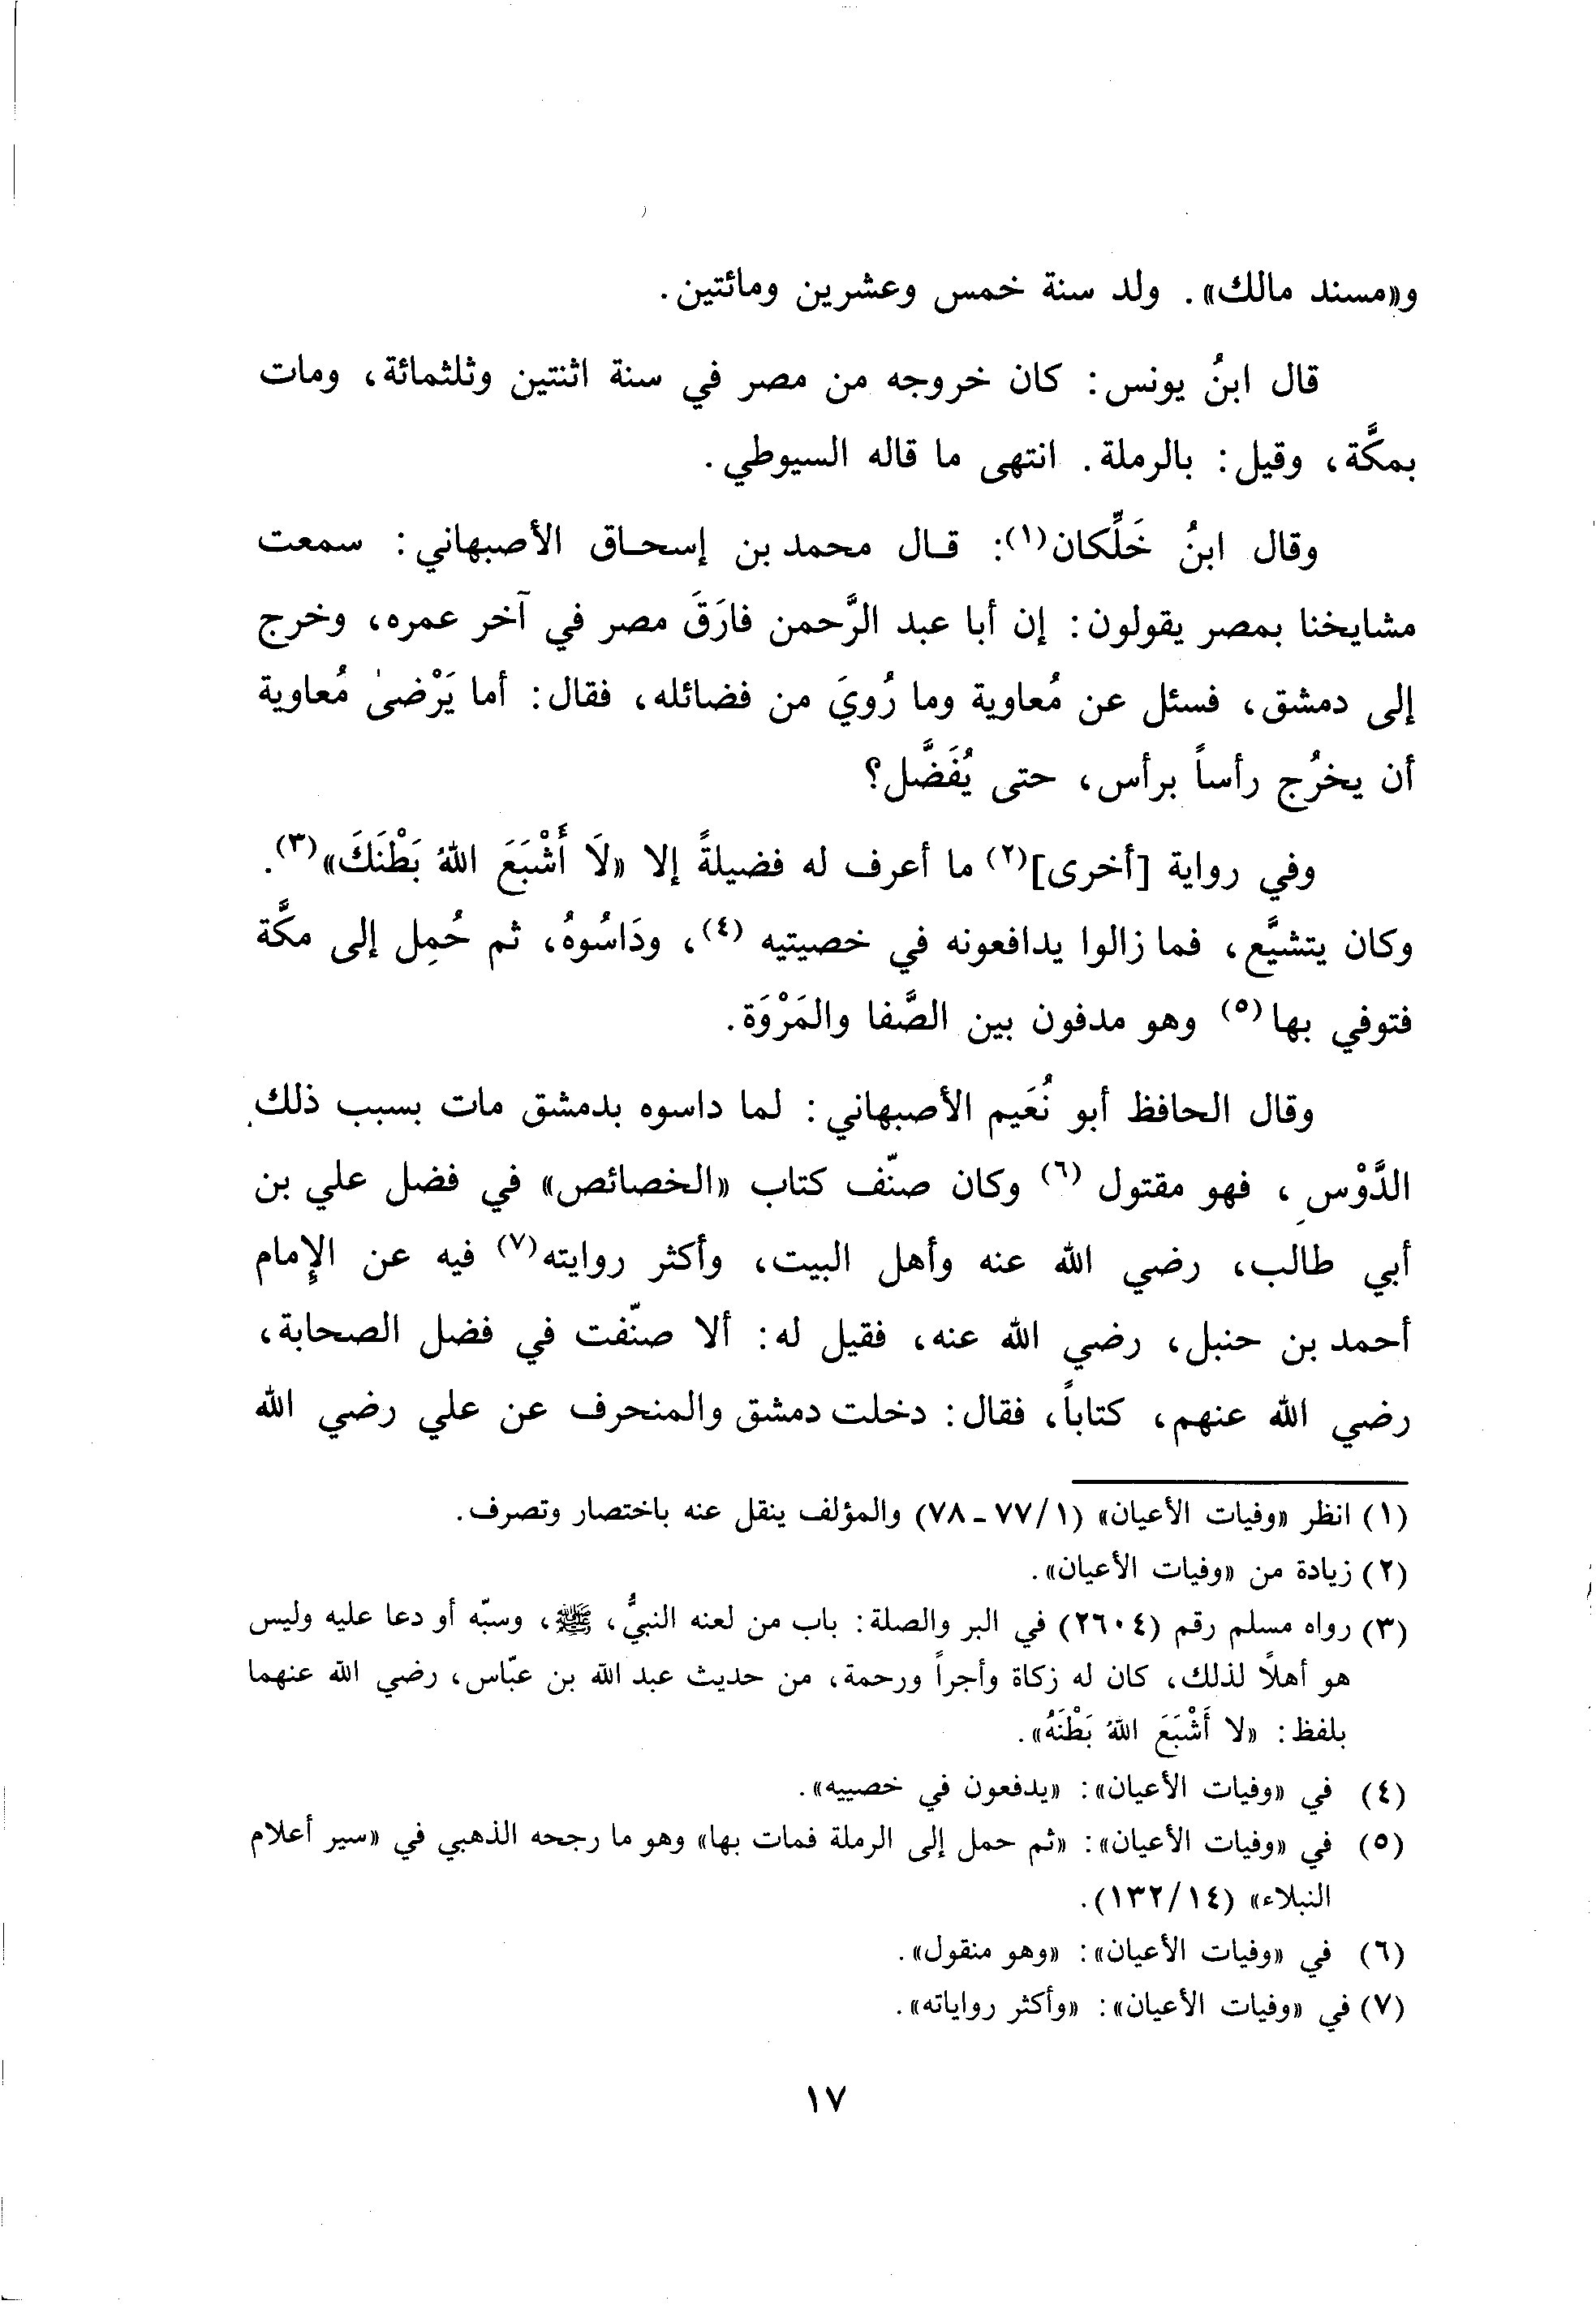 و«مسند مالك». ولد سنة خمس وعشرين ومائتين.
قال ابنُ يونس: كان خروجه من مصر في سنة اثنتين وثلثمائة، ومات
بمكَّة، وقيل: بالرملة. انتهى ما قاله السيوطي.
وقال ابنُ خَلِّكان(١): قـال محمد بن إسحـاق الأصبهاني: سمعت
مشايخنا بمصر يقولون: إن أبا عبد الرَّحمن فارَقَ مصر في آخر عمره، وخرج
إلى دمشق، فسئل عن مُعاوية وما رُويَ من فضائله، فقال: أما يَرْضىٰ مُعاوية
أن يخرُج رأساً برأس، حتى يُفَضَّل؟
وفي رواية [أخرى](٢) ما أعرف له فضيلةً إلا «لَا أَشْبَعَ اللهُ بَطْنَكَ»(٣).
وكان يتشيَّع، فما زالوا يدافعونه في خصيتيه (٤)، ودَاسُوهُ، ثم حُمِل إلى مكَّة
فتوفي بها(٥) وهو مدفون بين الصَّفا والمَرْوَة.
وقال الحافظ أبو نُعَيم الأصبهاني: لما داسوه بدمشق مات بسبب ذلك
الدَّوْس، فهو مقتول (٦) وكان صنّف كتاب «الخصائص» في فضل علي بن
أبي طالب، رضي الله عنه وأهل البيت، وأكثر روايته(٧) فيه عن الإمام
أحمد بن حنبل، رضي الله عنه، فقيل له: ألا صنّفت في فضل الصحابة،
رضي الله عنهم، كتاباً، فقال: دخلت دمشق والمنحرف عن علي رضي الله
(١) انظر «وفيات الأعيان» (١/ ٧٧ ـ ٧٨) والمؤلف ينقل عنه باختصار وتصرف.
(٢) زيادة من «وفيات الأعيان».
(٣) رواه مسلم رقم (٢٦٠٤) في البر والصلة: باب من لعنه النبيُّ، ﷺ، وسبّه أو دعا عليه وليس
هو أهلاً لذلك، كان له زكاة وأجراً ورحمة، من حديث عبد الله بن عبّاس، رضي الله عنهما
بلفظ: «لا أَشْبَعَ اللهُ بَطْنَهُ».
(٤) في «وفيات الأعيان»: «يدفعون في خصييه».
(٥) في «وفيات الأعيان»: «ثم حمل إلى الرملة فمات بها» وهو ما رجحه الذهبي في «سير أعلام
النبلاء» (١٤/ ١٣٢).
(٦) في «وفيات الأعيان»: «وهو منقول».
(٧) في «وفيات الأعيان»: «وأكثر رواياته».
١٧